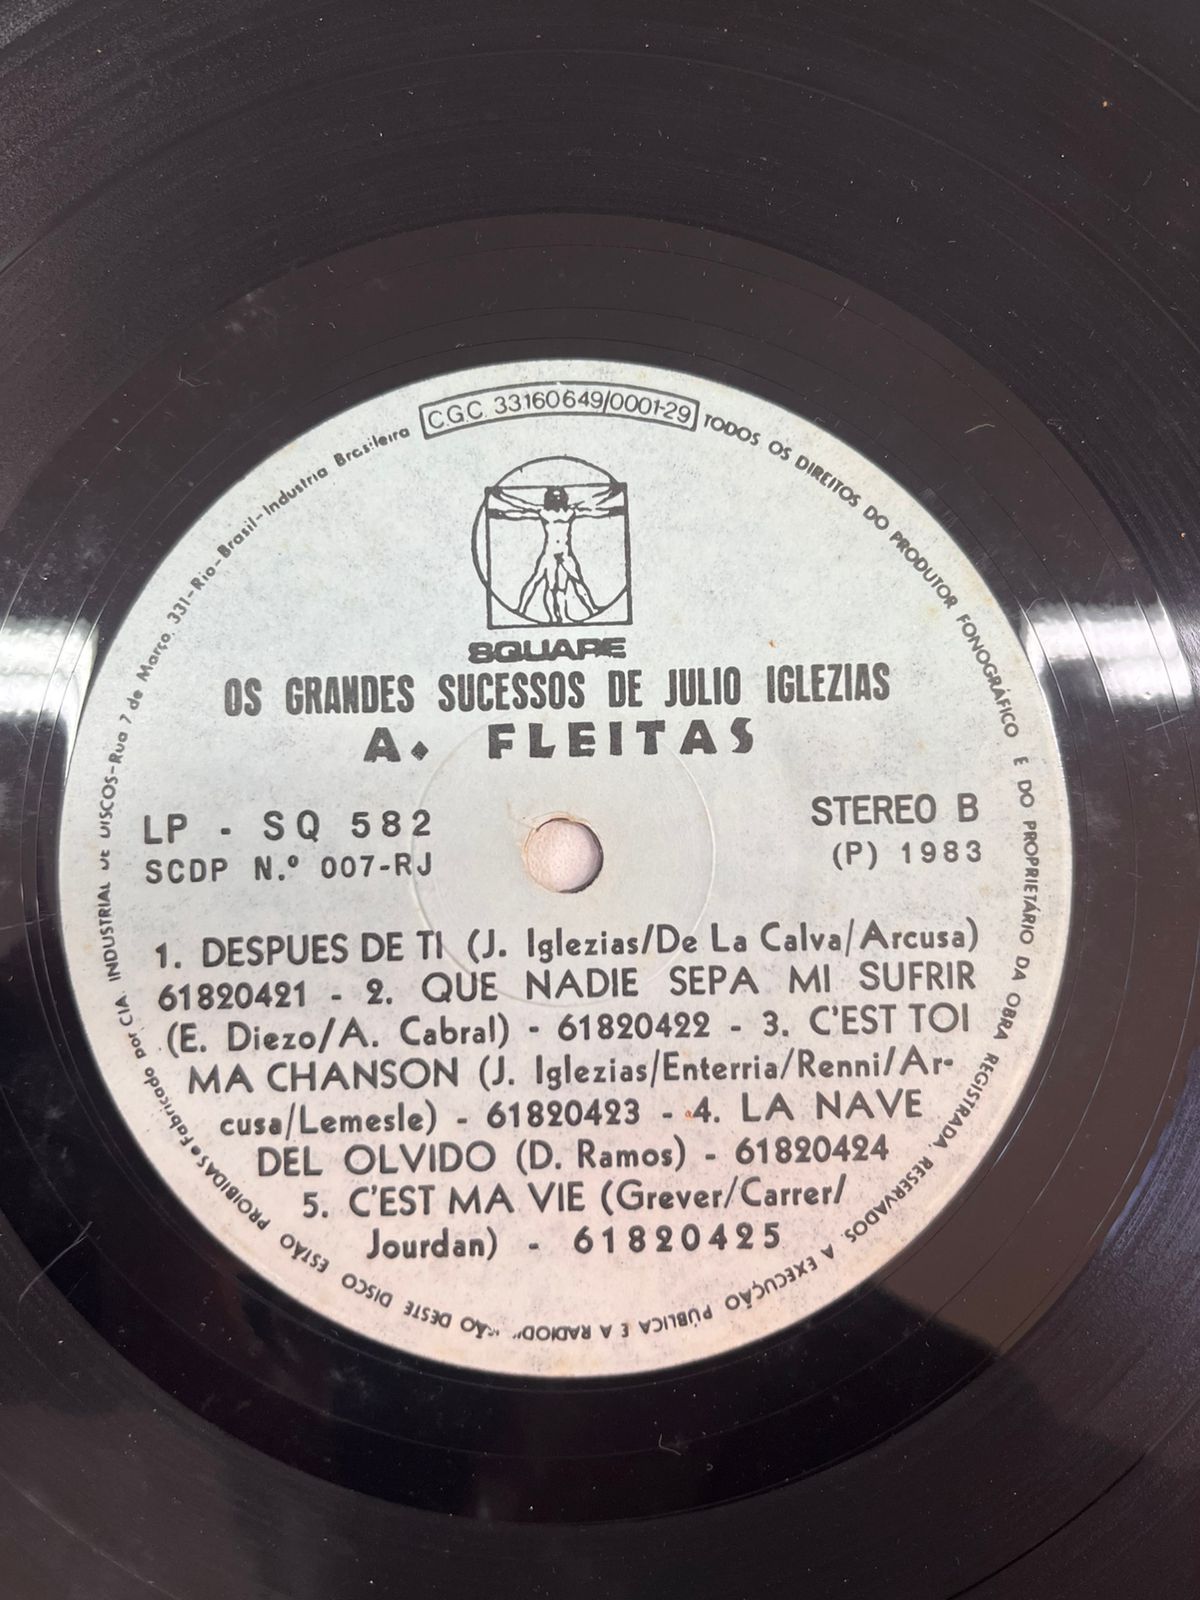 C.G.C. 33160649/0001-29
TODOS OS DIREITOS DO PRODUTOR FONOGRÁFICO E DO PROPRIETÁRIO DA OBRA REGISTRADA, RESERVADOS. A EXECUÇÃO PÚBLICA E A DESTE DISCO ESTÃO PROIBIDAS • Fabricado por CIA. INDUSTRIAL DE DISCOS-Rua 7 de Março, 331-Rio-Brasil-Industria Brasileira
SQUARE
OS GRANDES SUCESSOS DE JULIO IGLEZIAS
A. FLEITAS
LP - SQ 582
SCDP N.º 007-RJ
STEREO B
(P) 1983
1. DESPUES DE TI (J. Iglezias/De La Calva/Arcusa)
61820421 - 2. QUE NADIE SEPA MI SUFRIR
(E. Diezo/A. Cabral) - 61820422 - 3. C'EST TOI
MA CHANSON (J. Iglezias/Enterria/Renni/Ar-
cusa/Lemesle) - 61820423 - 4. LA NAVE
DEL OLVIDO (D. Ramos) - 61820424
5. C'EST MA VIE (Grever/Carrer/
Jourdan) - 61820425